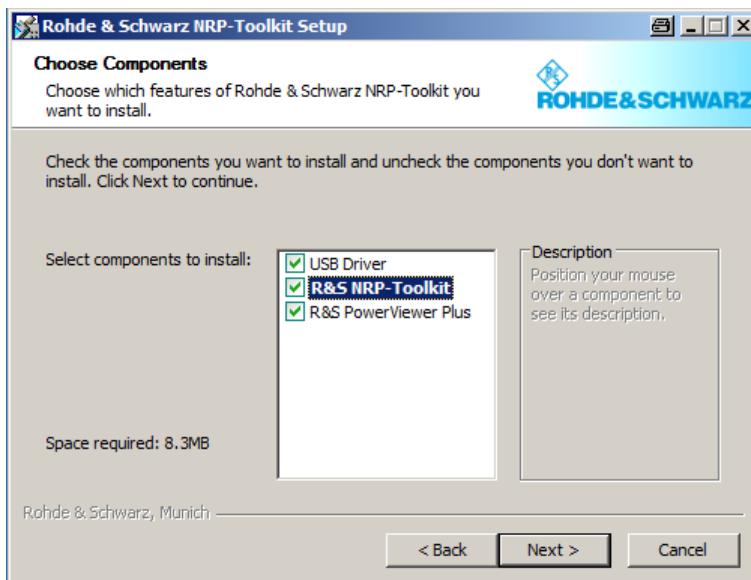 Rohde & Schwarz NRP-Toolkit Setup
Choose Components
Choose which features of Rohde & Schwarz NRP-Toolkit you
want to install.
R&S
ROHDE&SCHWARZ
Check the components you want to install and uncheck the components you don't want to
install. Click Next to continue.
Select components to install:
USB Driver
R&S NRP-Toolkit
R&S PowerViewer Plus
Description
Position your mouse
over a component to
see its description.
Space required: 8.3MB
Rohde & Schwarz, Munich
< Back
Next >
Cancel